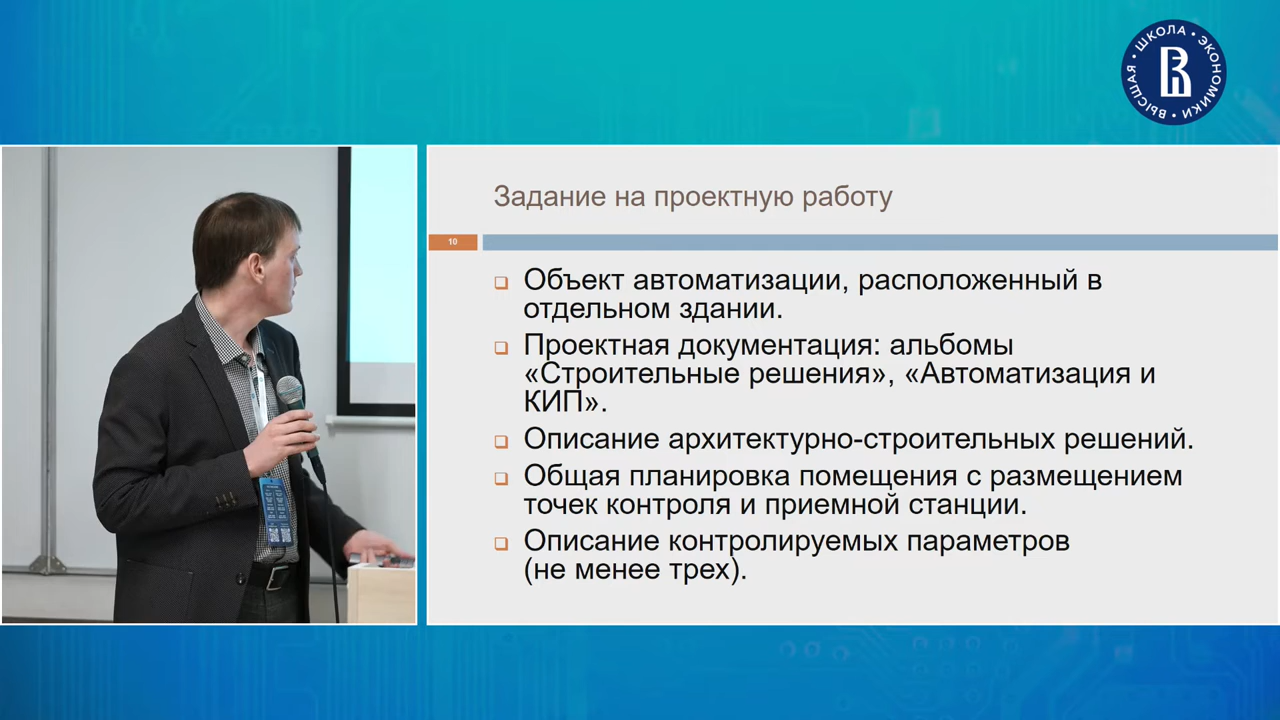 ВЫСШАЯ • ШКОЛА • ЭКОНОМИКИ •
Задание на проектную работу
10
Объект автоматизации, расположенный в
отдельном здании.
Проектная документация: альбомы
«Строительные решения», «Автоматизация и
КИП».
Описание архитектурно-строительных решений.
Общая планировка помещения с размещением
точек контроля и приемной станции.
Описание контролируемых параметров
(не менее трех).